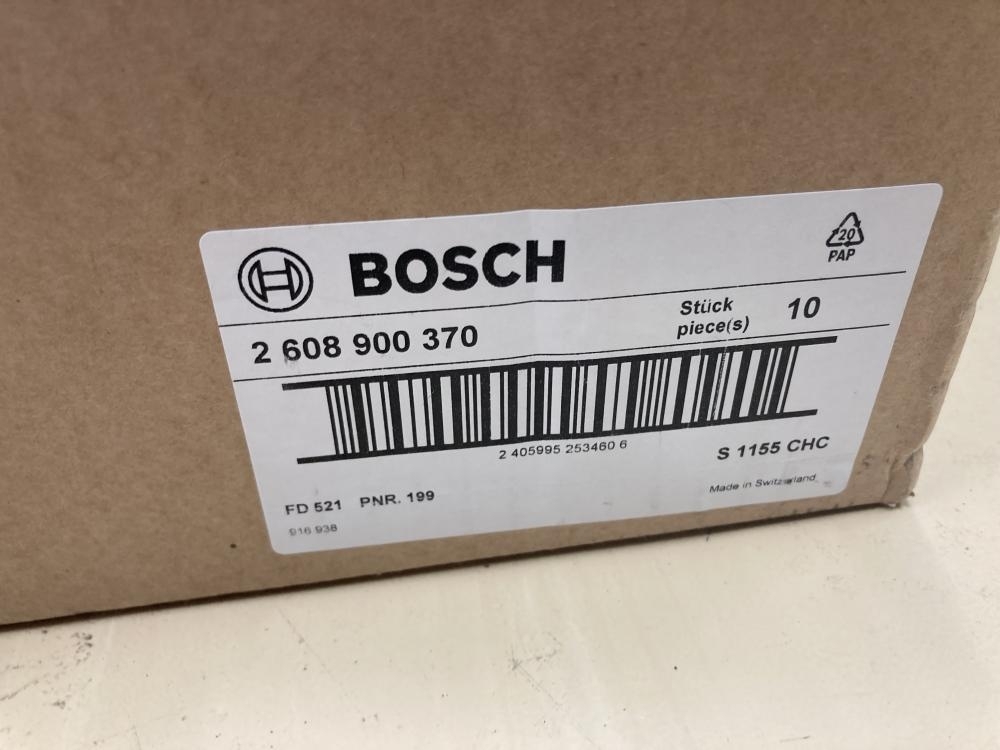 BOSCH
20
PAP
2 608 900 370
Stück
piece(s)
10
2 405995 253460 6
S 1155 CHC
FD 521 PNR. 199
Made in Switzerland
916 938